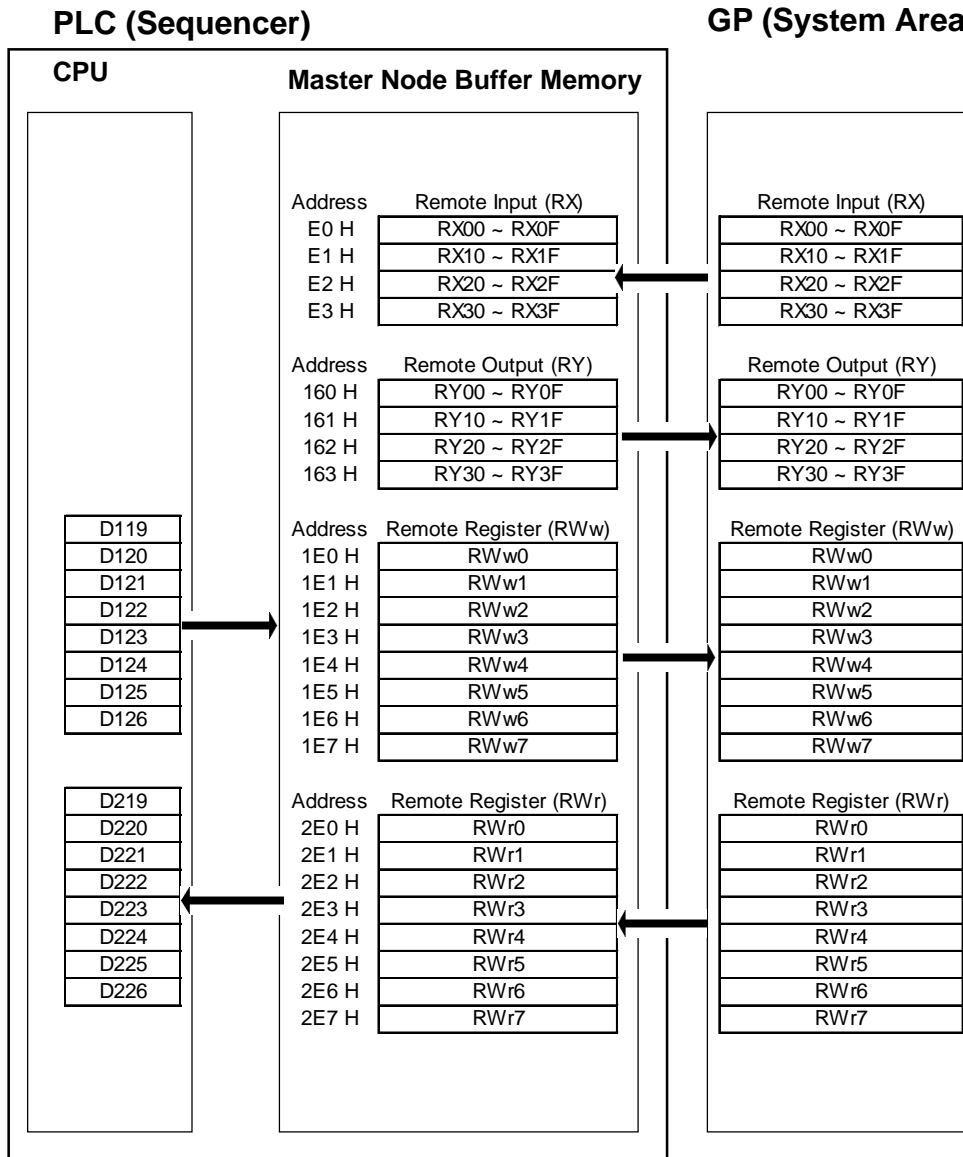 PLC (Sequencer)
GP (System Area
CPU
Master Node Buffer Memory
Address Remote Input (RX) Remote Input (RX)
E0 H RX00 ~ RX0F RX00 ~ RX0F
E1 H RX10 ~ RX1F RX10 ~ RX1F
E2 H RX20 ~ RX2F RX20 ~ RX2F
E3 H RX30 ~ RX3F RX30 ~ RX3F
Address Remote Output (RY) Remote Output (RY)
160 H RY00 ~ RY0F RY00 ~ RY0F
161 H RY10 ~ RY1F RY10 ~ RY1F
162 H RY20 ~ RY2F RY20 ~ RY2F
163 H RY30 ~ RY3F RY30 ~ RY3F
D119 Address Remote Register (RWw) Remote Register (RWw)
D120 1E0 H RWw0 RWw0
D121 1E1 H RWw1 RWw1
D122 1E2 H RWw2 RWw2
D123 1E3 H RWw3 RWw3
D124 1E4 H RWw4 RWw4
D125 1E5 H RWw5 RWw5
D126 1E6 H RWw6 RWw6
1E7 H RWw7 RWw7
D219 Address Remote Register (RWr) Remote Register (RWr)
D220 2E0 H RWr0 RWr0
D221 2E1 H RWr1 RWr1
D222 2E2 H RWr2 RWr2
D223 2E3 H RWr3 RWr3
D224 2E4 H RWr4 RWr4
D225 2E5 H RWr5 RWr5
D226 2E6 H RWr6 RWr6
2E7 H RWr7 RWr7